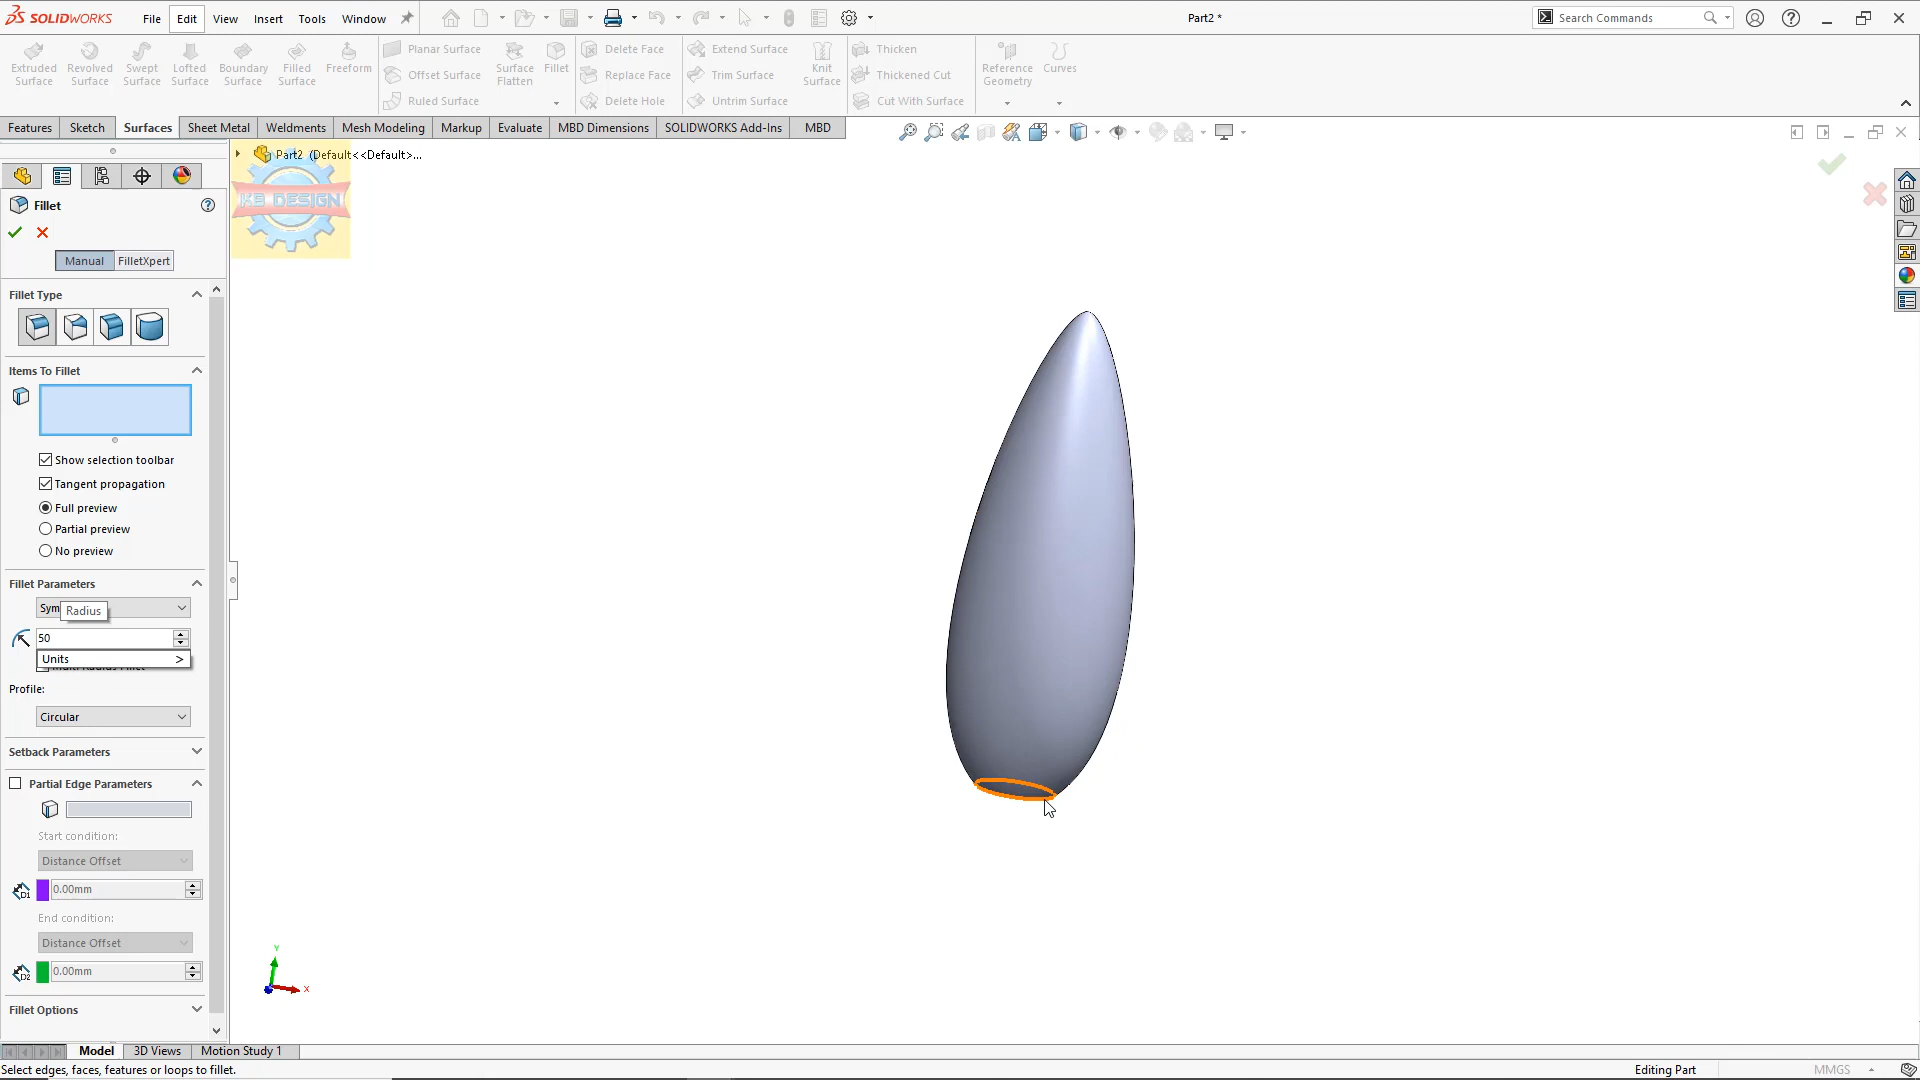 SOLIDWORKS
File
Edit
View
Insert
Tools
Window
Part2 *
Search Commands
Extruded Surface
Revolved Surface
Swept Surface
Lofted Surface
Boundary Surface
Filled Surface
Freeform
Planar Surface
Offset Surface
Ruled Surface
Surface Flatten
Fillet
Delete Face
Replace Face
Delete Hole
Extend Surface
Trim Surface
Untrim Surface
Knit Surface
Thicken
Thickened Cut
Cut With Surface
Reference Geometry
Curves
Features
Sketch
Surfaces
Sheet Metal
Weldments
Mesh Modeling
Markup
Evaluate
MBD Dimensions
SOLIDWORKS Add-Ins
MBD
Part2 (Default<<Default>...
KS DESIGN
Fillet
Manual
FilletXpert
Fillet Type
Items To Fillet
Show selection toolbar
Tangent propagation
Full preview
Partial preview
No preview
Fillet Parameters
Sym
Radius
50
Units >
Profile:
Circular
Setback Parameters
Partial Edge Parameters
Start condition:
Distance Offset
D1
0.00mm
End condition:
Distance Offset
D2
0.00mm
Fillet Options
Y
X
Model
3D Views
Motion Study 1
Select edges, faces, features or loops to fillet.
Editing Part
MMGS